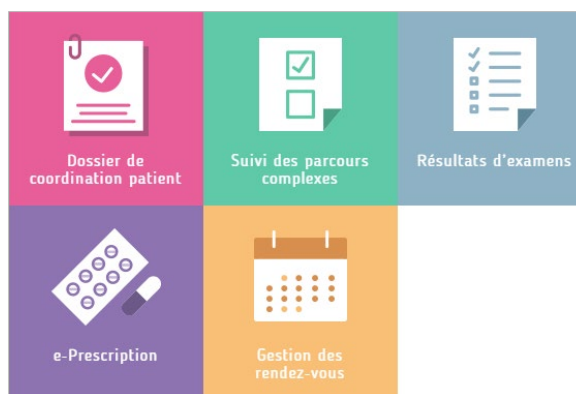 Dossier de
coordination patient
Suivi des parcours
complexes
Résultats d'examens
e-Prescription
Gestion des
rendez-vous